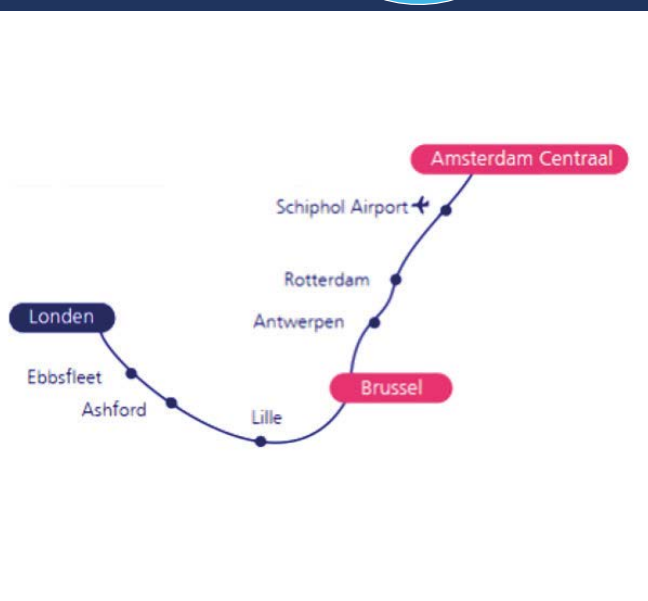 Amsterdam Centraal
Schiphol Airport
Rotterdam
Londen
Antwerpen
Ebbsfleet
Brussel
Ashford
Lille